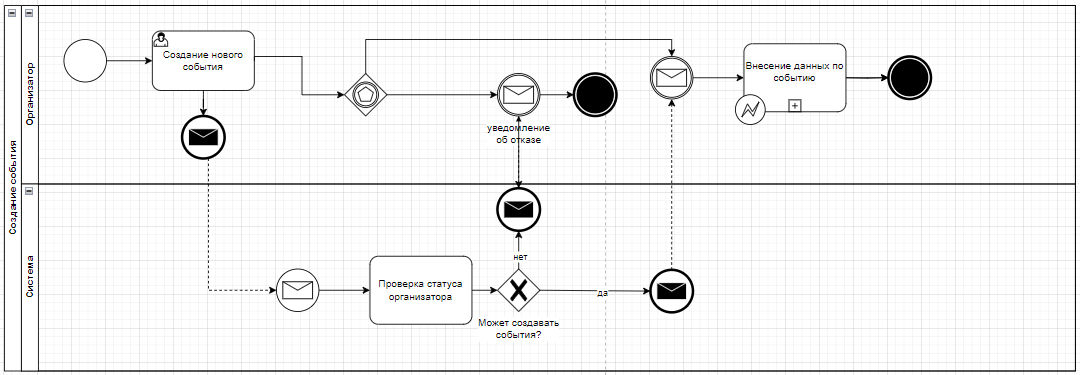 Создание события
Организатор
Система
Создание нового
события
уведомление
об отказе
Внесение данных по
событию
Проверка статуса
организатора
нет
да
Может создавать
события?